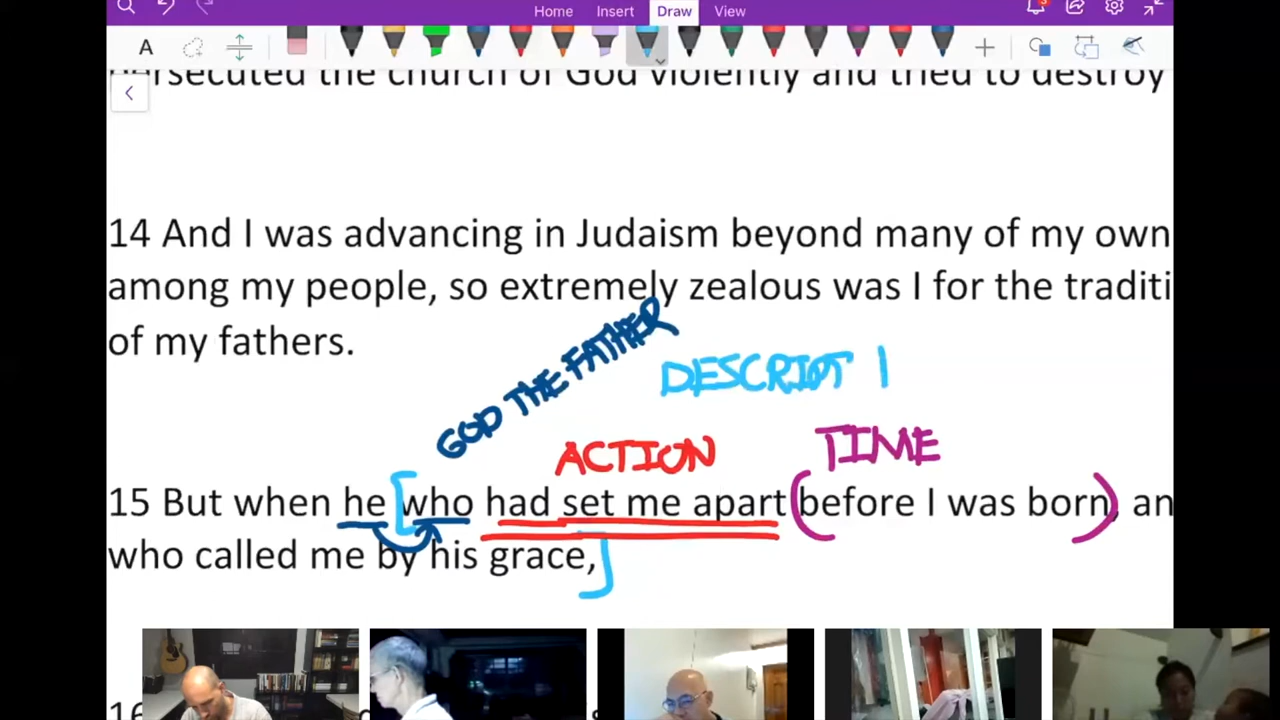 Home Insert Draw View
A
persecuted the church of God violently and tried to destroy
14 And I was advancing in Judaism beyond many of my own
among my people, so extremely zealous was I for the traditi
of my fathers.
GOD THE FATHER
DESCRIPT 1
ACTION
TIME
15 But when he [who had set me apart (before I was born), an
who called me by his grace,]
16